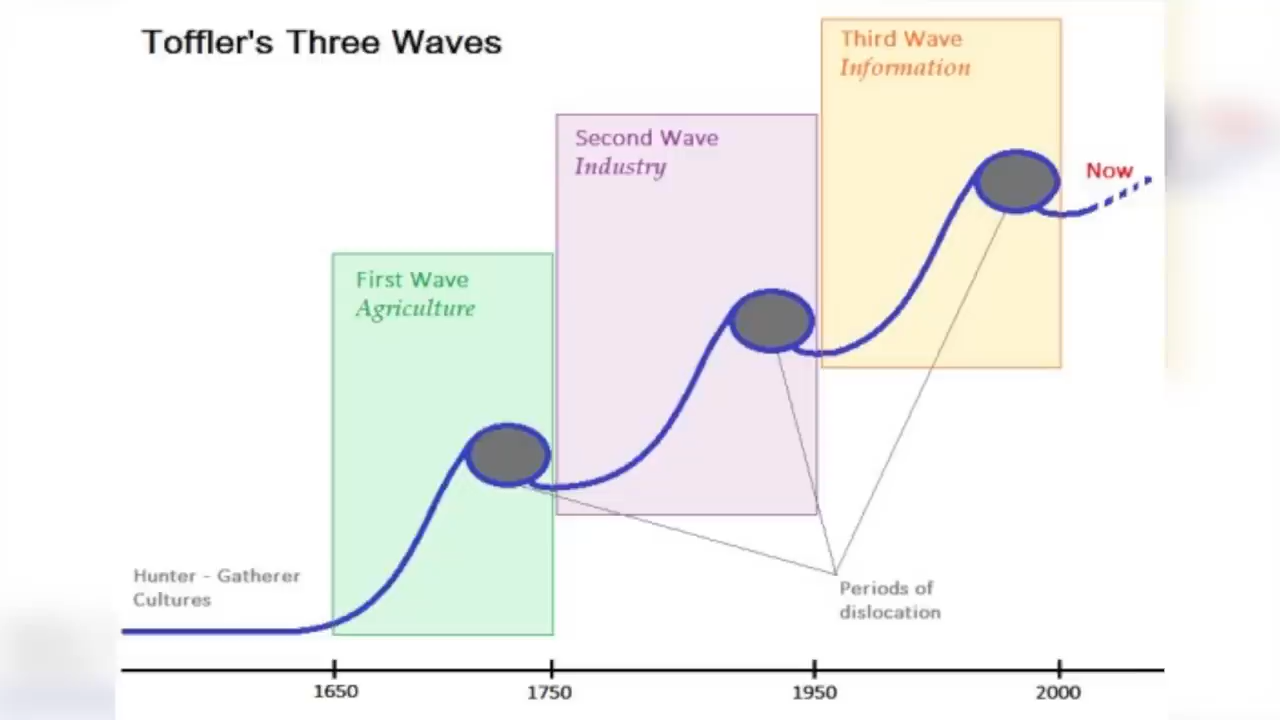 Toffler's Three Waves
Third Wave
Information
Second Wave
Industry
Now
First Wave
Agriculture
Hunter - Gatherer
Cultures
Periods of
dislocation
1650
1750
1950
2000